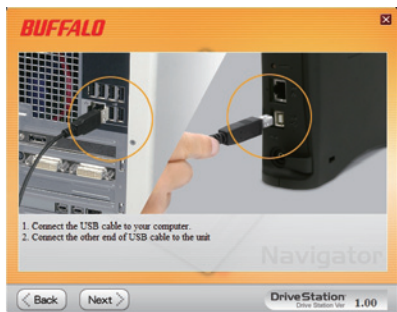 BUFFALO
1. Connect the USB cable to your computer.
2. Connect the other end of USB cable to the unit
Navigator
Back
Next
DriveStation
Drive Station Ver 1.00